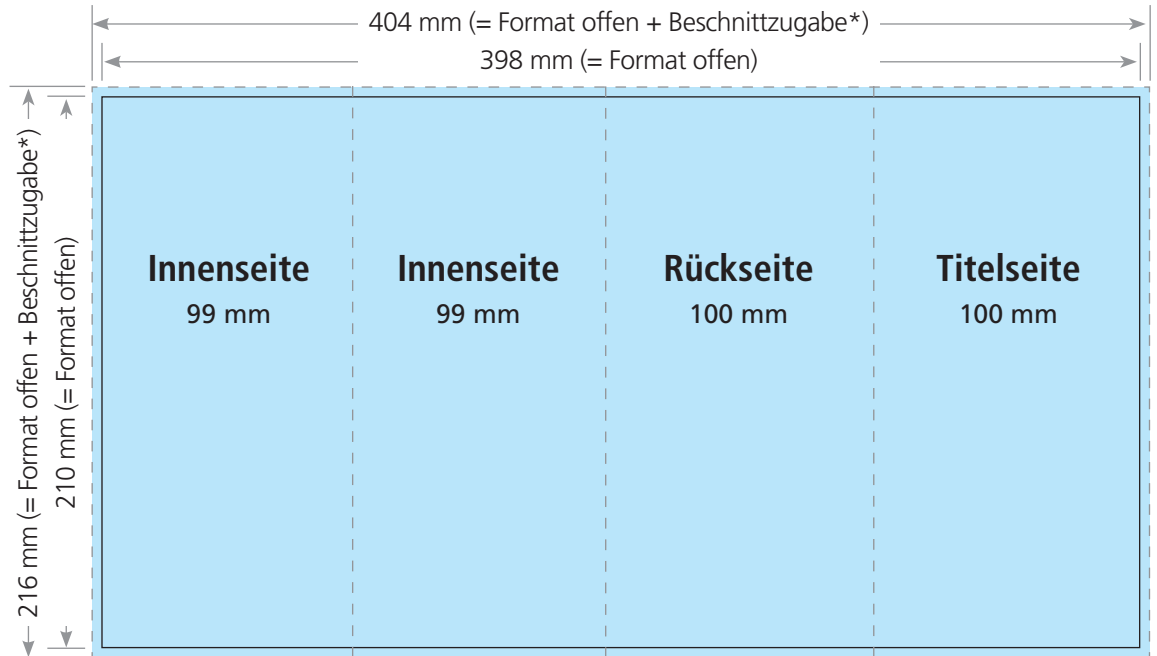 404 mm (= Format offen + Beschnittzugabe*)
398 mm (= Format offen)
216 mm (= Format offen + Beschnittzugabe*)
210 mm (= Format offen)
Innenseite
99 mm
Innenseite
99 mm
Rückseite
100 mm
Titelseite
100 mm